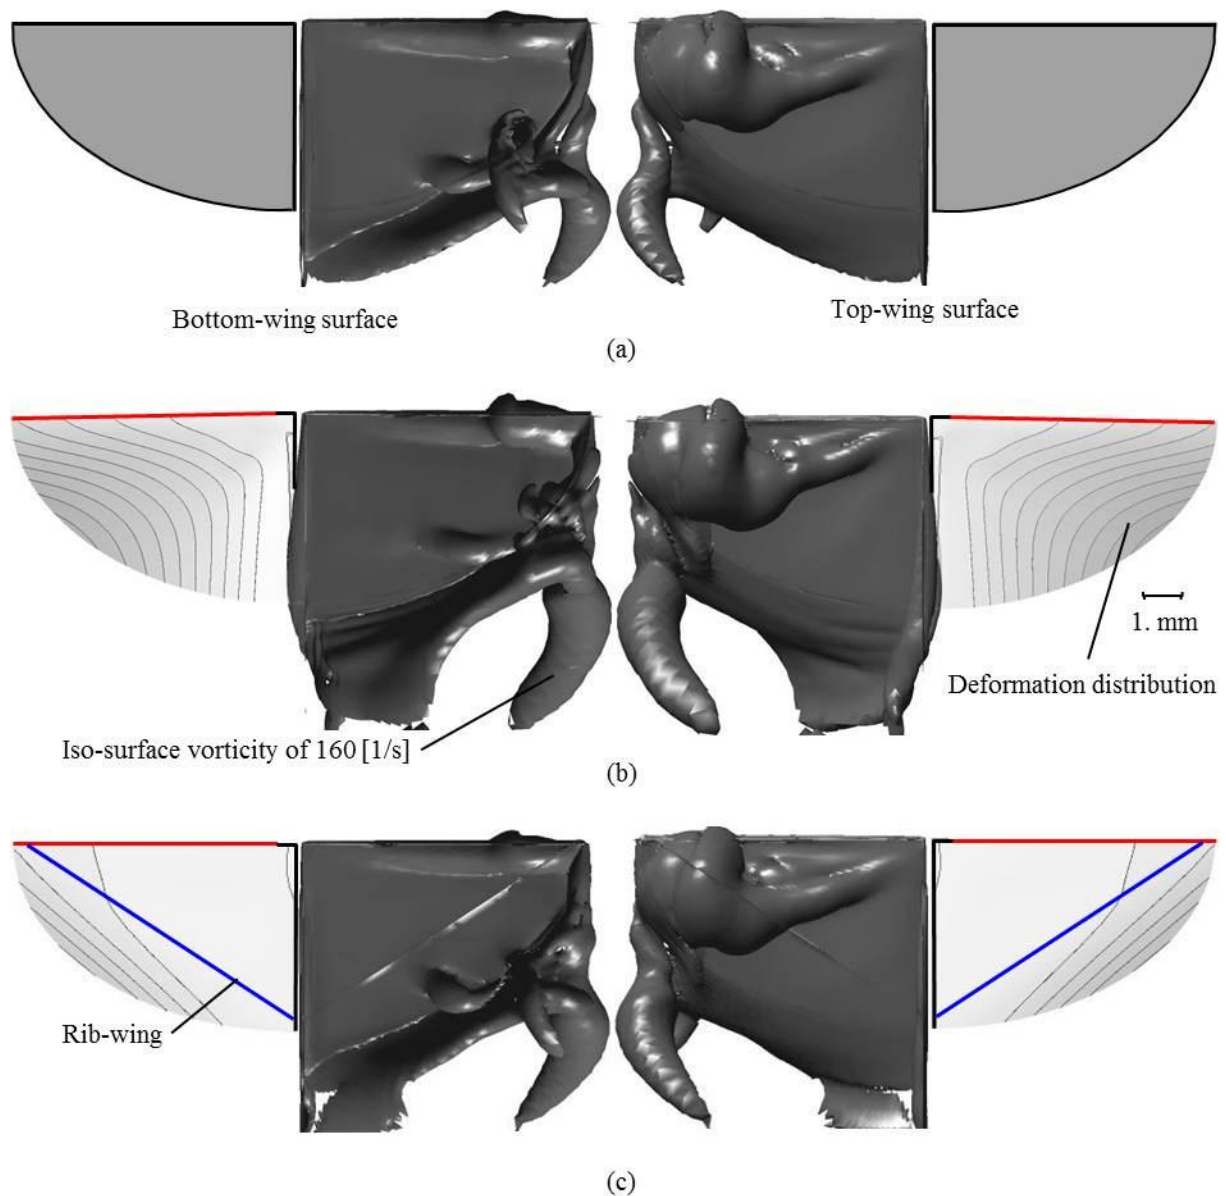 Bottom-wing surface
Top-wing surface
(a)
1. mm
Deformation distribution
Iso-surface vorticity of 160 [1/s]
(b)
Rib-wing
(c)